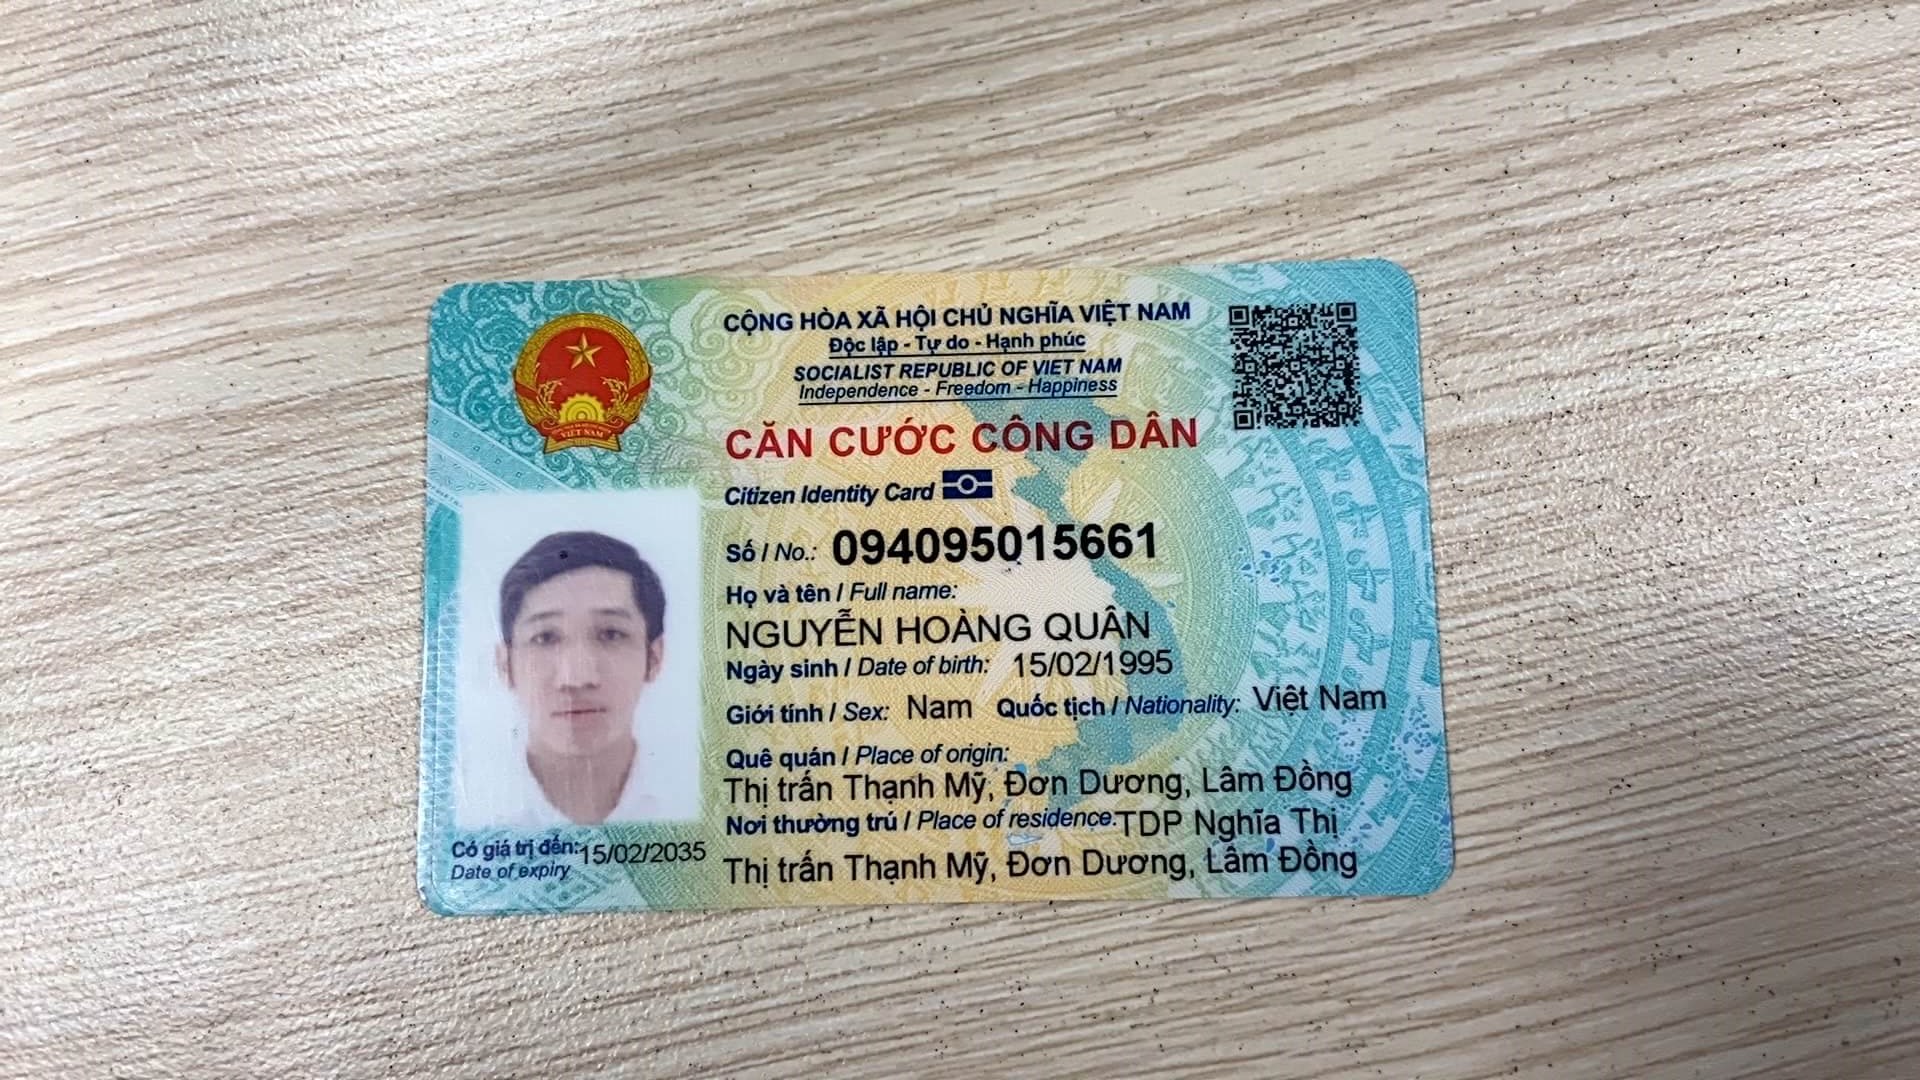 CỘNG HÒA XÃ HỘI CHỦ NGHĨA VIỆT NAM
Độc lập - Tự do - Hạnh phúc
SOCIALIST REPUBLIC OF VIET NAM
Independence - Freedom - Happiness
CĂN CƯỚC CÔNG DÂN
Citizen Identity Card
VIỆT NAM
Số / No.: 094095015661
Họ và tên / Full name:
NGUYỄN HOÀNG QUÂN
Ngày sinh / Date of birth: 15/02/1995
Giới tính / Sex: Nam Quốc tịch / Nationality: Việt Nam
Quê quán / Place of origin:
Thị trấn Thạnh Mỹ, Đơn Dương, Lâm Đồng
Nơi thường trú / Place of residence: TDP Nghĩa Thị
Thị trấn Thạnh Mỹ, Đơn Dương, Lâm Đồng
Có giá trị đến: 15/02/2035
Date of expiry